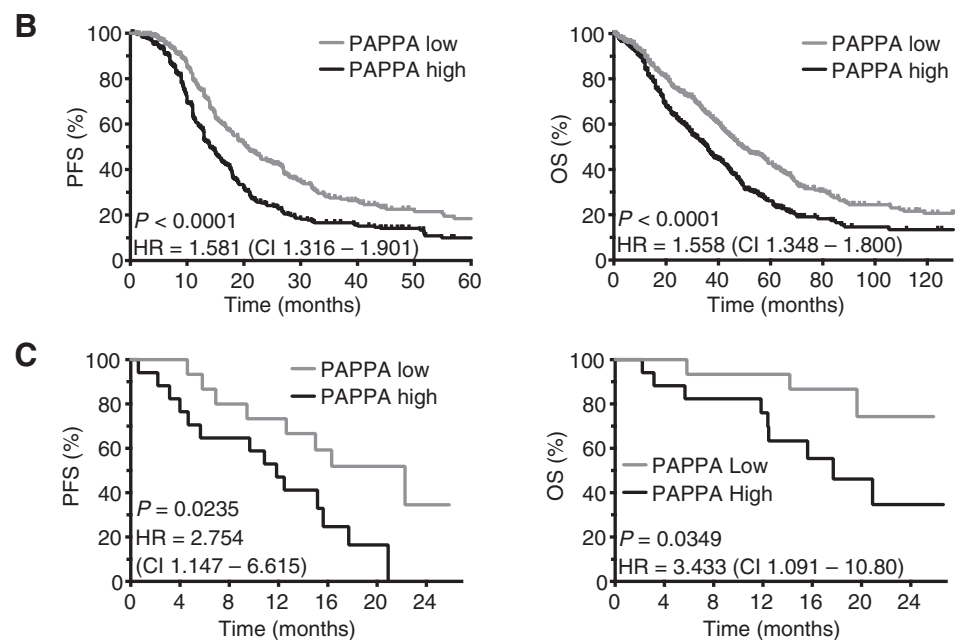 B
100
80
60
40
20
0
PFS (%)
PAPPA low
PAPPA high
P < 0.0001
HR = 1.581 (CI 1.316 – 1.901)
0 10 20 30 40 50 60
Time (months)
100
80
60
40
20
0
OS (%)
PAPPA low
PAPPA high
P < 0.0001
HR = 1.558 (CI 1.348 – 1.800)
0 20 40 60 80 100 120
Time (months)
C
100
80
60
40
20
0
PFS (%)
PAPPA low
PAPPA high
P = 0.0235
HR = 2.754
(CI 1.147 – 6.615)
0 4 8 12 16 20 24
Time (months)
100
80
60
40
20
0
OS (%)
PAPPA Low
PAPPA High
P = 0.0349
HR = 3.433 (CI 1.091 – 10.80)
0 4 8 12 16 20 24
Time (months)